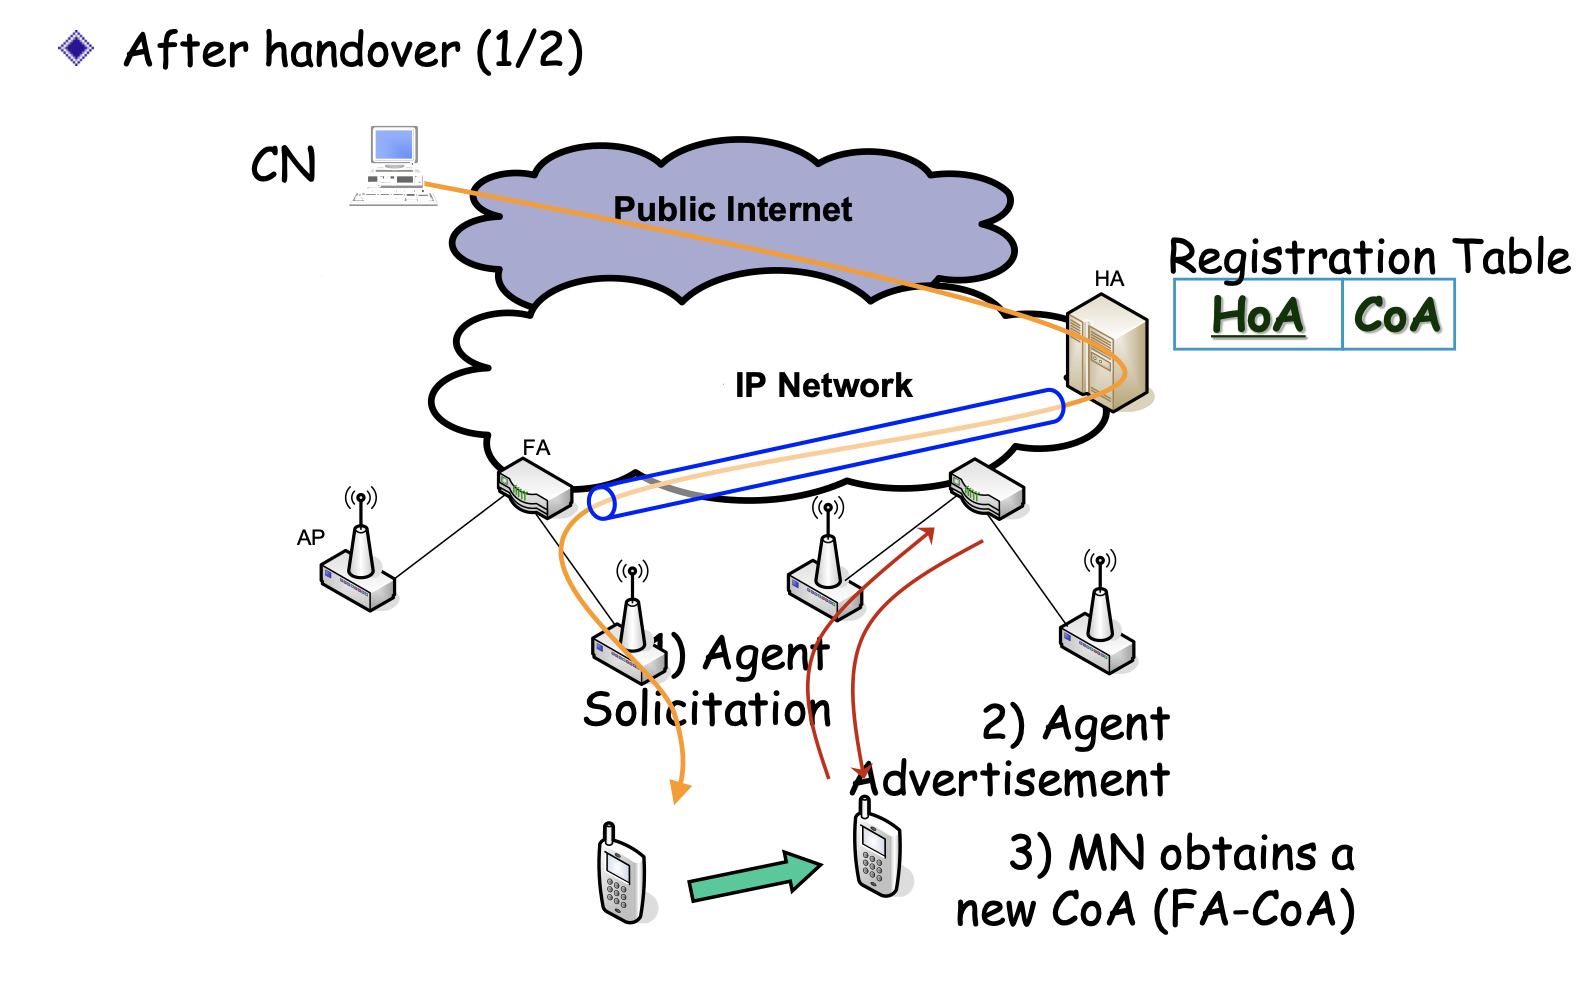 After handover (1/2)
CN
Public Internet
Registration Table
HA
HoA CoA
IP Network
FA
AP
1) Agent
Solicitation
2) Agent
Advertisement
3) MN obtains a
new CoA (FA-CoA)